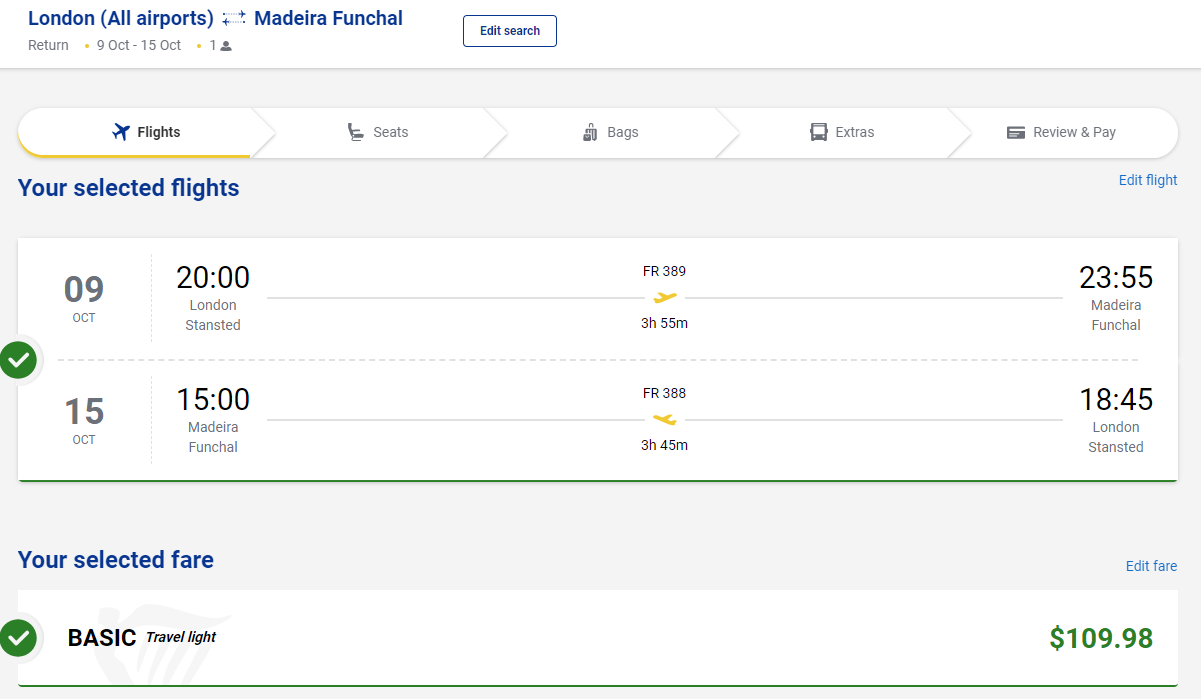 London (All airports) Madeira Funchal
Return • 9 Oct - 15 Oct • 1
Edit search
Flights
Seats
Bags
Extras
Review & Pay
Your selected flights
Edit flight
09
OCT
20:00
London
Stansted
FR 389
3h 55m
23:55
Madeira
Funchal
15
OCT
15:00
Madeira
Funchal
FR 388
3h 45m
18:45
London
Stansted
Your selected fare
Edit fare
BASIC Travel light
$109.98